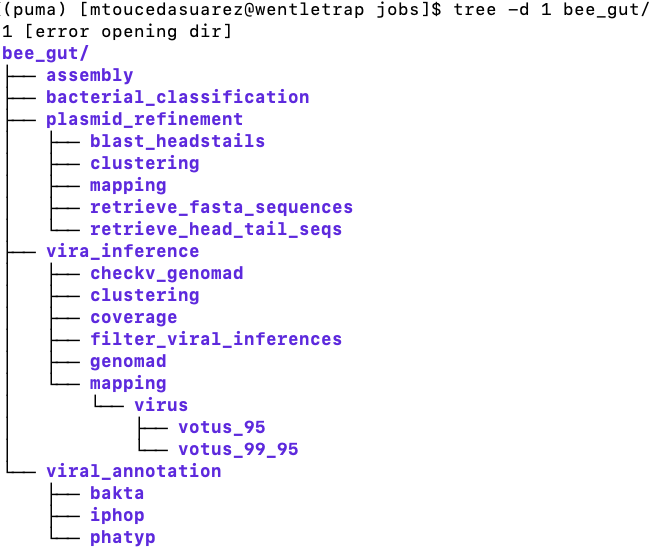 (puma) [mtoucedasuarez@wentletrap jobs]$ tree -d 1 bee_gut/
1 [error opening dir]
bee_gut/
├── assembly
├── bacterial_classification
├── plasmid_refinement
│   ├── blast_headstails
│   ├── clustering
│   ├── mapping
│   ├── retrieve_fasta_sequences
│   └── retrieve_head_tail_seqs
├── vira_inference
│   ├── checkv_genomad
│   ├── clustering
│   ├── coverage
│   ├── filter_viral_inferences
│   ├── genomad
│   └── mapping
│       └── virus
│           ├── votus_95
│           └── votus_99_95
└── viral_annotation
    ├── bakta
    ├── iphop
    └── phatyp